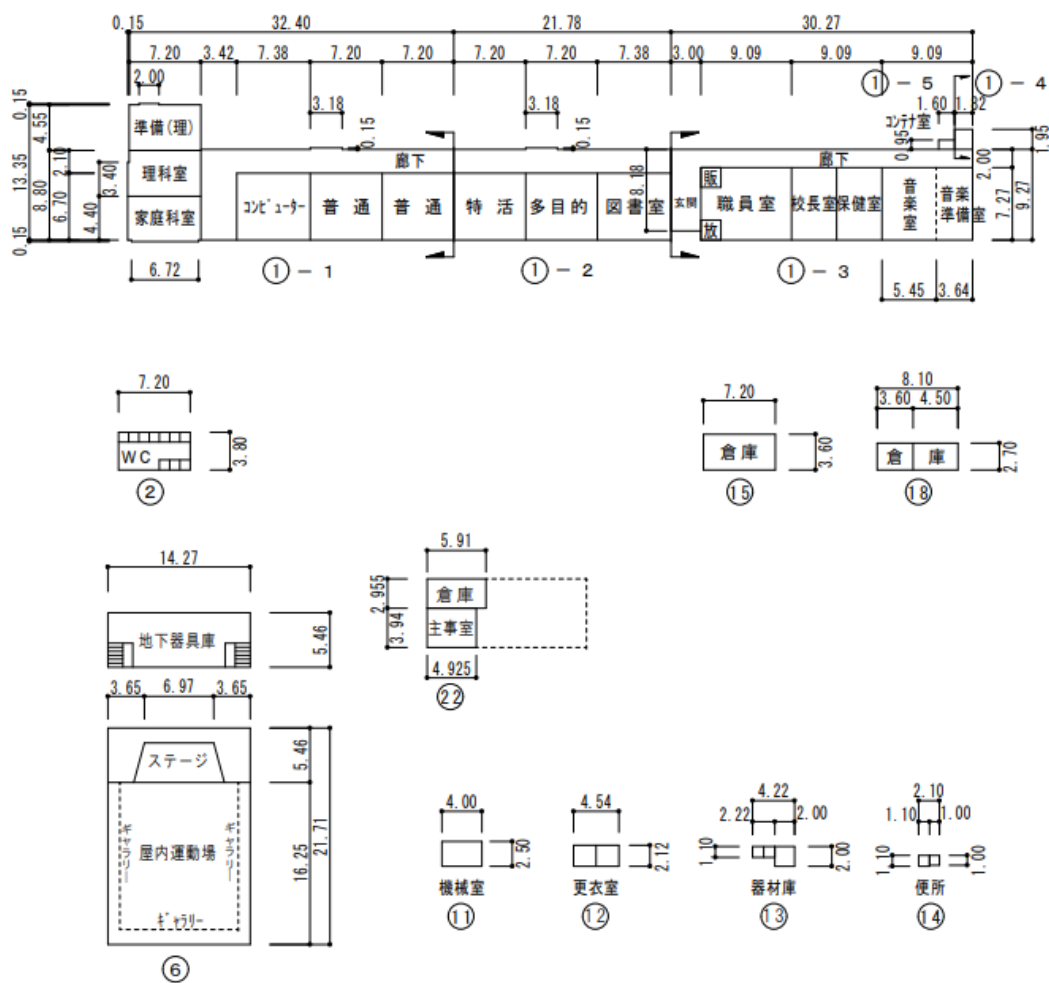 0.15 32.40 21.78 30.27
7.20 3.42 7.38 7.20 7.20 7.20 7.20 7.38 3.00 9.09 9.09 9.09
2.00 3.18 3.18 ①-5 ①-4
1.60 1.82
コンテナ室
0.15 4.55 0.15 0.15 0.95 1.95
準備(理)
13.35 2.10 3.40 廊下 8.18 廊下 2.00
8.80 6.70 理科室 4.40
販
コンピューター 普通 普通 特活 多目的 図書室 玄関 職員室 校長室 保健室 音楽室 音楽準備室 7.27 9.27
家庭科室 放
0.15
6.72 ①-1 ①-2 ①-3
5.45 3.64
7.20 7.20 8.10
3.60 4.50
WC 3.80 倉庫 3.60 倉庫 2.70
② ⑮ ⑱
14.27 5.91
2.955 倉庫
地下器具庫 5.46 3.94 主事室
3.65 6.97 3.65 4.925
㉒
ステージ 5.46
4.00 4.54 4.22 2.10
2.22 2.00 1.10 1.00
ギャラリー 屋内運動場 ギャラリー 16.25 21.71
2.50 2.12 1.10 2.00 1.10 1.00
機械室 更衣室 器材庫 便所
ギャラリー ⑪ ⑫ ⑬ ⑭
⑥